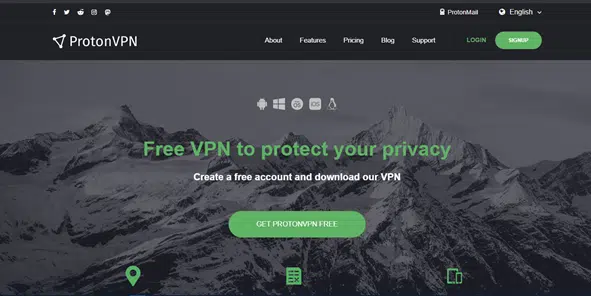 ProtonMail English
ProtonVPN About Features Pricing Blog Support LOGIN SIGNUP
Free VPN to protect your privacy
Create a free account and download our VPN
GET PROTONVPN FREE